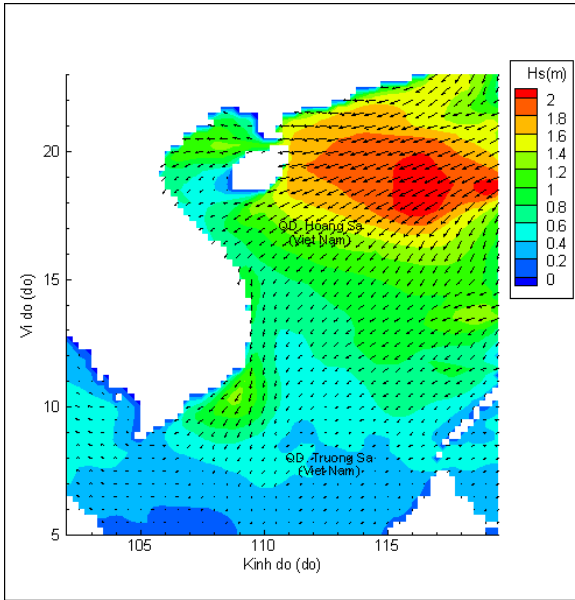 Hs(m)
2
1.8
1.6
1.4
1.2
1
0.8
0.6
0.4
0.2
0
20
15
10
5
Vi do (do)
QD. Hoang Sa
(Viet Nam)
QD. Truong Sa
(Viet Nam)
105
110
115
Kinh do (do)